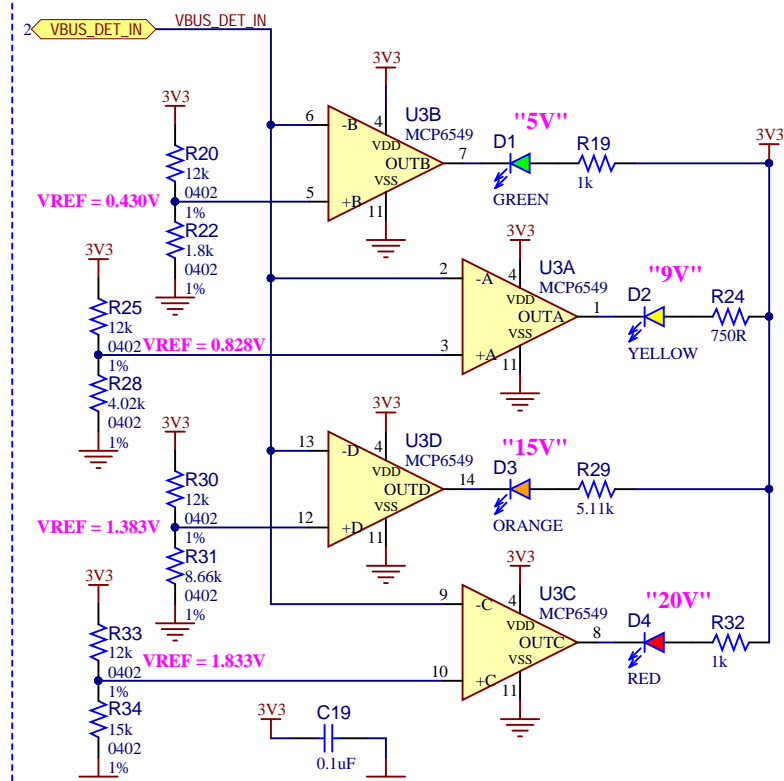 2
VBUS_DET_IN
VBUS_DET_IN
3V3
3V3
R20
12k
0402
1%
VREF = 0.430V
R22
1.8k
0402
1%
6
-B
5
+B
4
VDD
OUTB
VSS
11
U3B
MCP6549
7
"5V"
D1
GREEN
R19
1k
3V3
3V3
R25
12k
0402
1%
VREF = 0.828V
R28
4.02k
0402
1%
3V3
2
-A
3
+A
4
VDD
OUTA
VSS
11
U3A
MCP6549
1
"9V"
D2
YELLOW
R24
750R
3V3
R30
12k
0402
1%
VREF = 1.383V
R31
8.66k
0402
1%
3V3
13
-D
12
+D
4
VDD
OUTD
VSS
11
U3D
MCP6549
14
"15V"
D3
ORANGE
R29
5.11k
3V3
R33
12k
0402
1%
VREF = 1.833V
R34
15k
0402
1%
3V3
9
-C
10
+C
4
VDD
OUTC
VSS
11
U3C
MCP6549
8
"20V"
D4
RED
R32
1k
3V3
C19
0.1uF